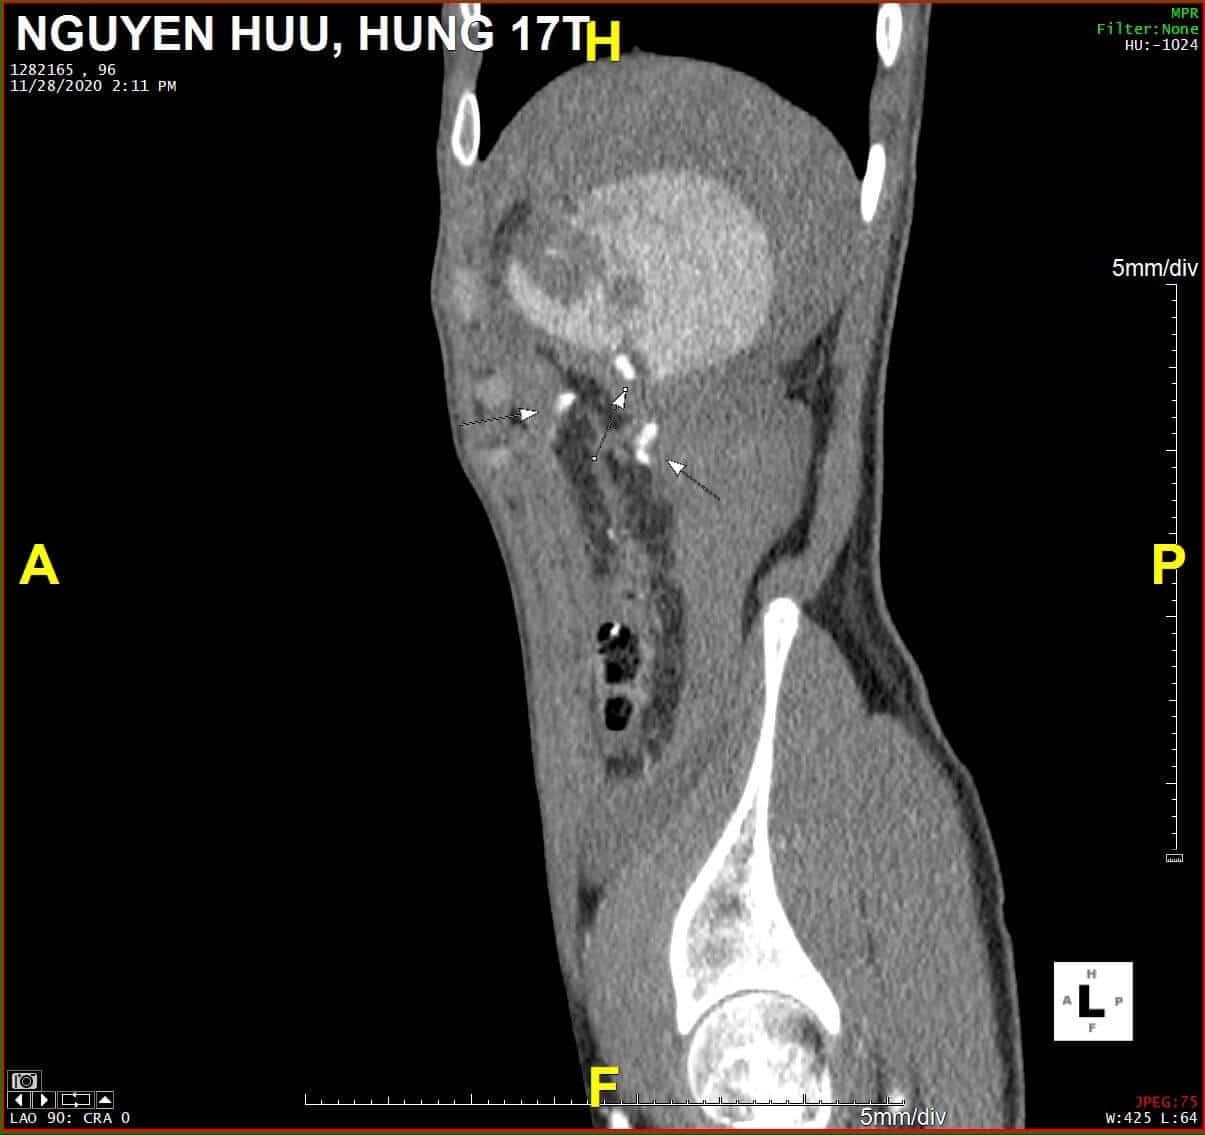 NGUYEN HUU, HUNG 17T
H
MPR
Filter:None
HU:-1024
1282165 , 96
11/28/2020 2:11 PM
5mm/div
A
P
H
A L P
F
F
5mm/div
LAO 90: CRA 0
JPEG:75
W:425 L:64